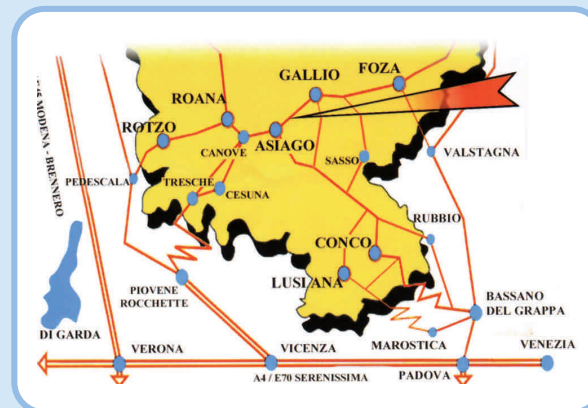 FOZA
GALLIO
ROANA
ROTZO
ASIAGO
CANOVE
SASSO
VALSTAGNA
PEDESCALA
TRESCHÈ
CESUNA
RUBBIO
CONCO
LUSIANA
PIOVENE
ROCCHETTE
BASSANO
DEL GRAPPA
DI GARDA
MAROSTICA
VERONA
VICENZA
PADOVA
VENEZIA
A4 / E70 SERENISSIMA
MODENA - BRENNERO